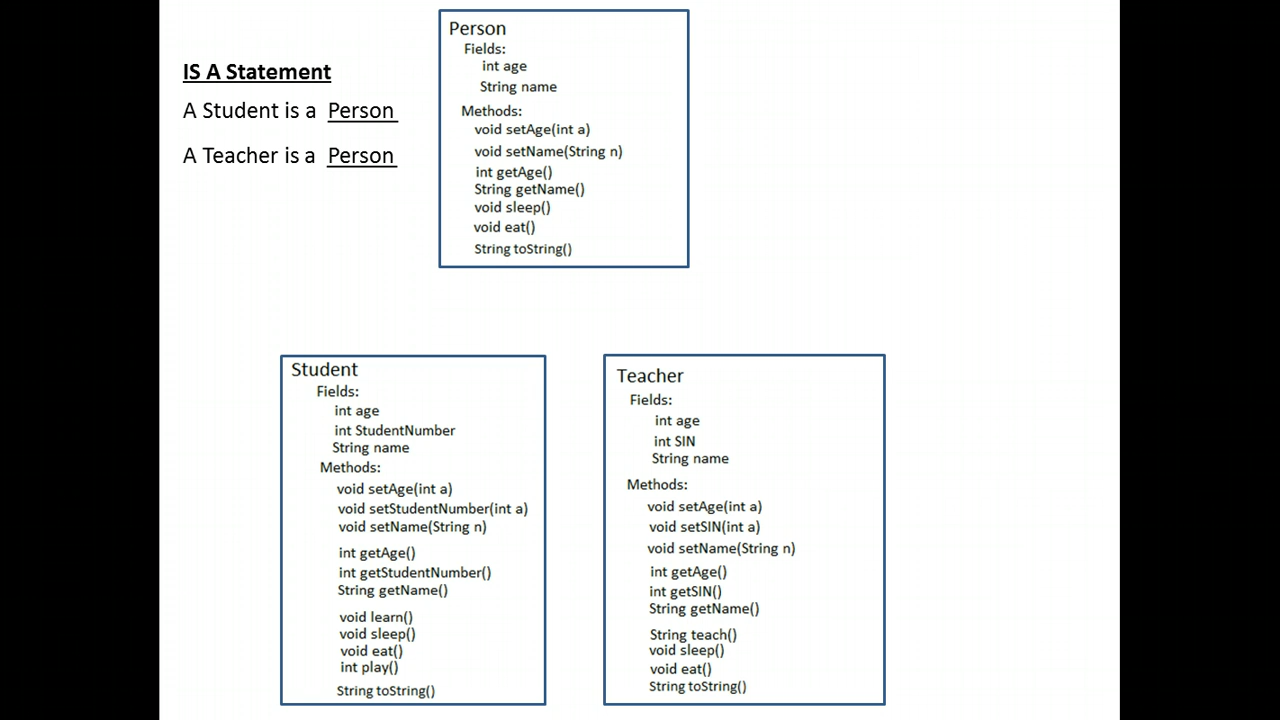 IS A Statement
A Student is a Person
A Teacher is a Person
Person
Fields:
int age
String name
Methods:
void setAge(int a)
void setName(String n)
int getAge()
String getName()
void sleep()
void eat()
String toString()
Student
Fields:
int age
int StudentNumber
String name
Methods:
void setAge(int a)
void setStudentNumber(int a)
void setName(String n)
int getAge()
int getStudentNumber()
String getName()
void learn()
void sleep()
void eat()
int play()
String toString()
Teacher
Fields:
int age
int SIN
String name
Methods:
void setAge(int a)
void setSIN(int a)
void setName(String n)
int getAge()
int getSIN()
String getName()
String teach()
void sleep()
void eat()
String toString()